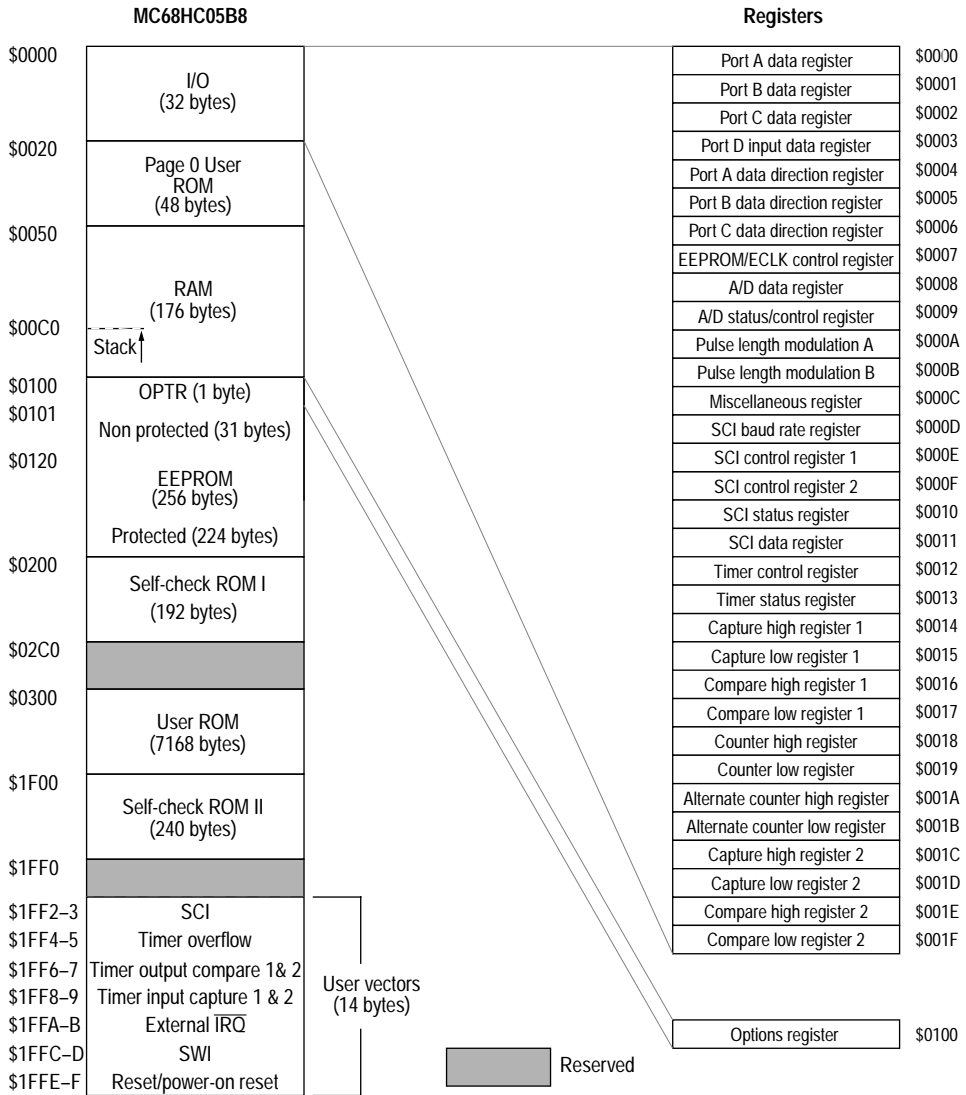 MC68HC05B8
$0000
I/O
(32 bytes)
$0020
Page 0 User
ROM
(48 bytes)
$0050
RAM
(176 bytes)
$00C0
Stack
$0100
OPTR (1 byte)
$0101
Non protected (31 bytes)
$0120
EEPROM
(256 bytes)
Protected (224 bytes)
$0200
Self-check ROM I
(192 bytes)
$02C0
$0300
User ROM
(7168 bytes)
$1F00
Self-check ROM II
(240 bytes)
$1FF0
$1FF2–3 SCI
$1FF4–5 Timer overflow
$1FF6–7 Timer output compare 1& 2
$1FF8–9 Timer input capture 1 & 2
$1FFA–B External IRQ
$1FFC–D SWI
$1FFE–F Reset/power-on reset
User vectors
(14 bytes)
Reserved
Registers
Port A data register $0000
Port B data register $0001
Port C data register $0002
Port D input data register $0003
Port A data direction register $0004
Port B data direction register $0005
Port C data direction register $0006
EEPROM/ECLK control register $0007
A/D data register $0008
A/D status/control register $0009
Pulse length modulation A $000A
Pulse length modulation B $000B
Miscellaneous register $000C
SCI baud rate register $000D
SCI control register 1 $000E
SCI control register 2 $000F
SCI status register $0010
SCI data register $0011
Timer control register $0012
Timer status register $0013
Capture high register 1 $0014
Capture low register 1 $0015
Compare high register 1 $0016
Compare low register 1 $0017
Counter high register $0018
Counter low register $0019
Alternate counter high register $001A
Alternate counter low register $001B
Capture high register 2 $001C
Capture low register 2 $001D
Compare high register 2 $001E
Compare low register 2 $001F
Options register $0100